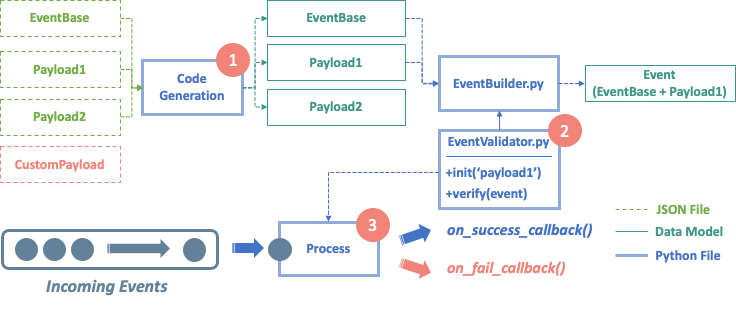 EventBase
Payload1
Payload2
CustomPayload
1
Code
Generation
EventBase
Payload1
Payload2
EventBuilder.py
Event
(EventBase + Payload1)
2
EventValidator.py
+init(‘payload1’)
+verify(event)
3
Process
on_success_callback()
on_fail_callback()
Incoming Events
JSON File
Data Model
Python File